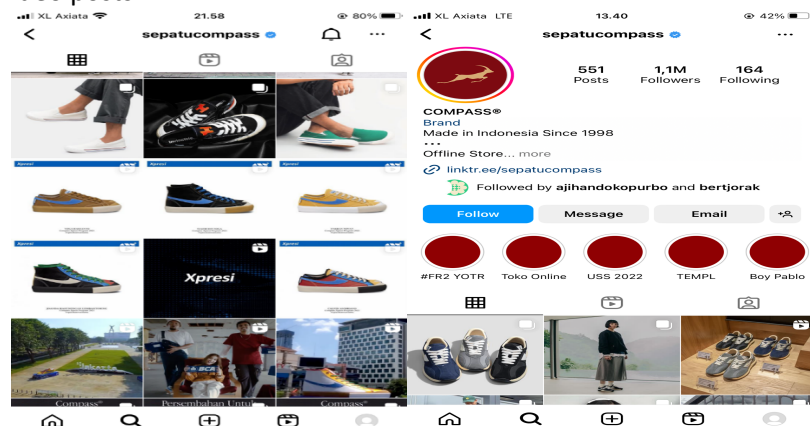 XL Axiata
21.58
80%
sepatucompass
Xpresi
Xpresi
Xpresi
Xpresi
Xpresi
Xpresi
BCA
Compass®
Persembahan Untuk
Compass®
XL Axiata LTE
13.40
42%
sepatucompass
551
1,1M
164
Posts
Followers
Following
COMPASS®
Brand
Made in Indonesia Since 1998
•••
Offline Store... more
linktr.ee/sepatucompass
Followed by ajihandokopurbo and bertjorak
Follow
Message
Email
#FR2 YOTR
Toko Online
USS 2022
TEMPL
Boy Pablo